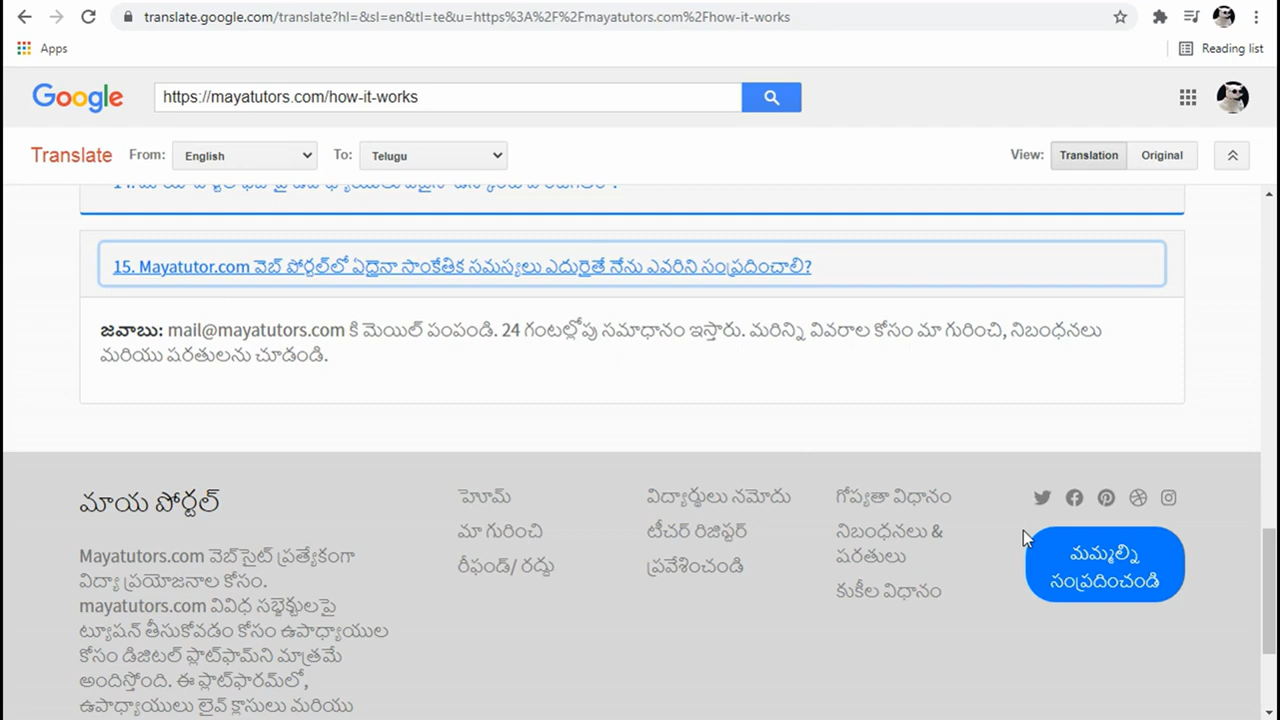 translate.google.com/translate?hl=&sl=en&tl=te&u=https%3A%2F%2Fmayatutors.com%2Fhow-it-works
Apps
Reading list
Google
https://mayatutors.com/how-it-works
Translate
From:
English
To:
Telugu
View:
Translation
Original
15. Mayatutor.com వెబ్ పోర్టల్‌లో ఏదైనా సాంకేతిక సమస్యలు ఎదురైతే నేను ఎవరిని సంప్రదించాలి?
జవాబు: mail@mayatutors.com కి మెయిల్ పంపండి. 24 గంటల్లోపు సమాధానం ఇస్తారు. మరిన్ని వివరాల కోసం మా గురించి, నిబంధనలు
మరియు షరతులను చూడండి.
మాయ పోర్టల్
Mayatutors.com వెబ్‌సైట్ ప్రత్యేకంగా
విద్యా ప్రయోజనాల కోసం.
mayatutors.com వివిధ సబ్జెక్టులపై
ట్యూషన్ తీసుకోవడం కోసం ఉపాధ్యాయుల
కోసం డిజిటల్ ప్లాట్‌ఫామ్‌ని మాత్రమే
అందిస్తోంది. ఈ ప్లాట్‌ఫారమ్‌లో,
ఉపాధ్యాయులు లైవ్ క్లాసులు మరియు
హెూమ్
మా గురించి
రీఫండ్/ రద్దు
విద్యార్థులు నమోదు
టీచర్ రిజిష్టర్
ప్రవేశించండి
గోప్యతా విధానం
నిబంధనలు &
షరతులు
కుకీల విధానం
మమ్మల్ని
సంప్రదించండి